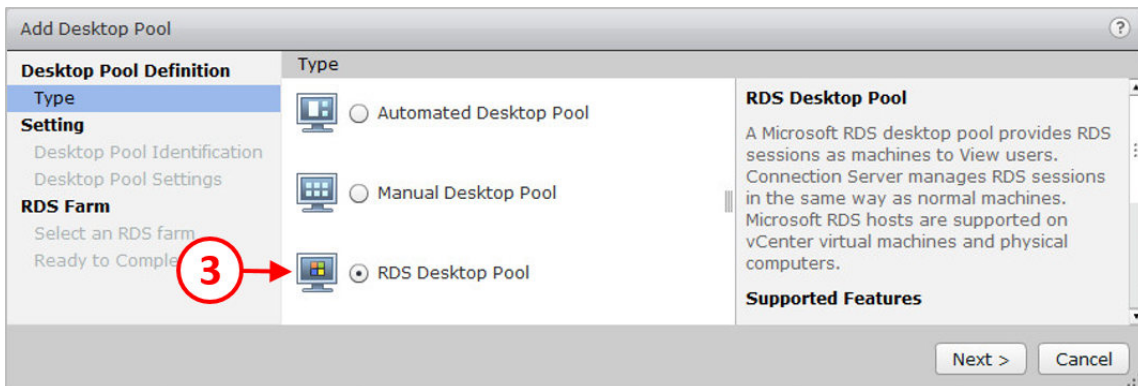 Add Desktop Pool
?
Desktop Pool Definition
Type
Setting
Desktop Pool Identification
Desktop Pool Settings
RDS Farm
Select an RDS farm
Ready to Comple
3
Type
Automated Desktop Pool
Manual Desktop Pool
RDS Desktop Pool
RDS Desktop Pool
A Microsoft RDS desktop pool provides RDS
sessions as machines to View users.
Connection Server manages RDS sessions
in the same way as normal machines.
Microsoft RDS hosts are supported on
vCenter virtual machines and physical
computers.
Supported Features
Next >
Cancel